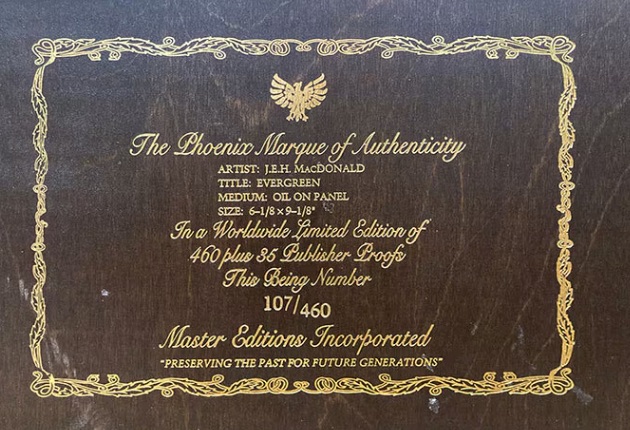 The Phoenix Marque of Authenticity
ARTIST: J.E.H. MACDONALD
TITLE: EVERGREEN
MEDIUM: OIL ON PANEL
SIZE: 6-1/8 x 9-1/8"
In a Worldwide Limited Edition of
460 plus 35 Publisher Proofs
This Being Number
107/460
Master Editions Incorporated
"PRESERVING THE PAST FOR FUTURE GENERATIONS"